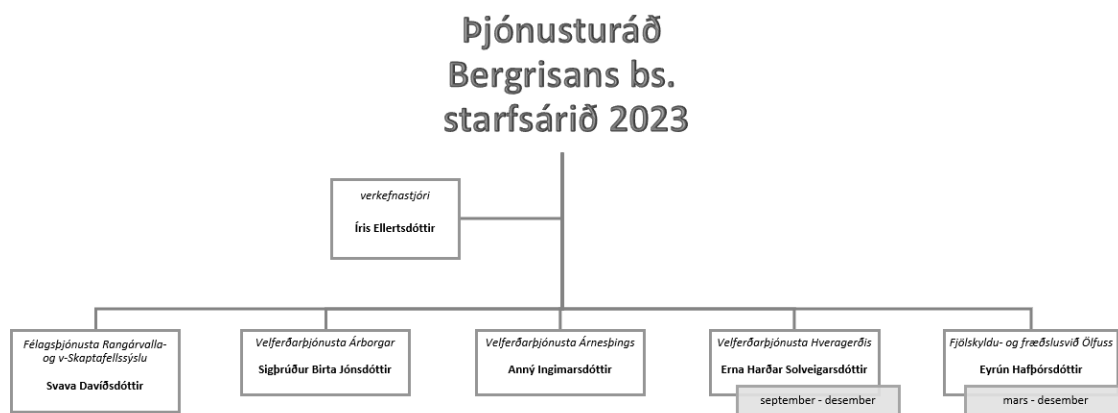 Þjónusturáð
Bergrisans bs.
starfsárið 2023
verkefnastjóri
Íris Ellertsdóttir
Félagsþjónusta Rangárvalla-
og v-Skaptafellssýslu
Svava Davíðsdóttir
Velferðarþjónusta Árborgar
Sigþrúður Birta Jónsdóttir
Velferðarþjónusta Árnesþings
Anný Ingimarsdóttir
Velferðarþjónusta Hveragerðis
Erna Harðar Solveigarsdóttir
september - desember
Fjölskyldu- og fræðslusvið Ölfuss
Eyrún Hafþórsdóttir
mars - desember